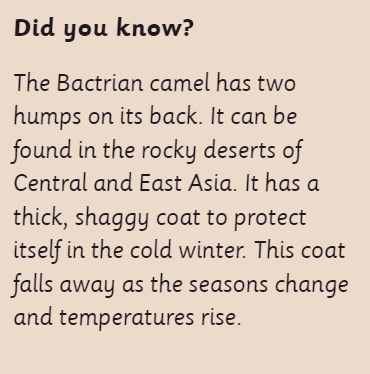 Did you know?
The Bactrian camel has two
humps on its back. It can be
found in the rocky deserts of
Central and East Asia. It has a
thick, shaggy coat to protect
itself in the cold winter. This coat
falls away as the seasons change
and temperatures rise.